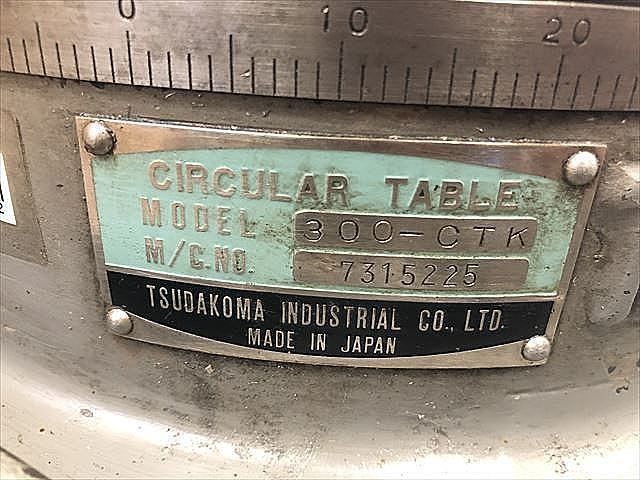 0 10 20
CIRCULAR TABLE
MODEL 300-CTK
M/C.NO. 7315225
TSUDAKOMA INDUSTRIAL CO., LTD.
MADE IN JAPAN